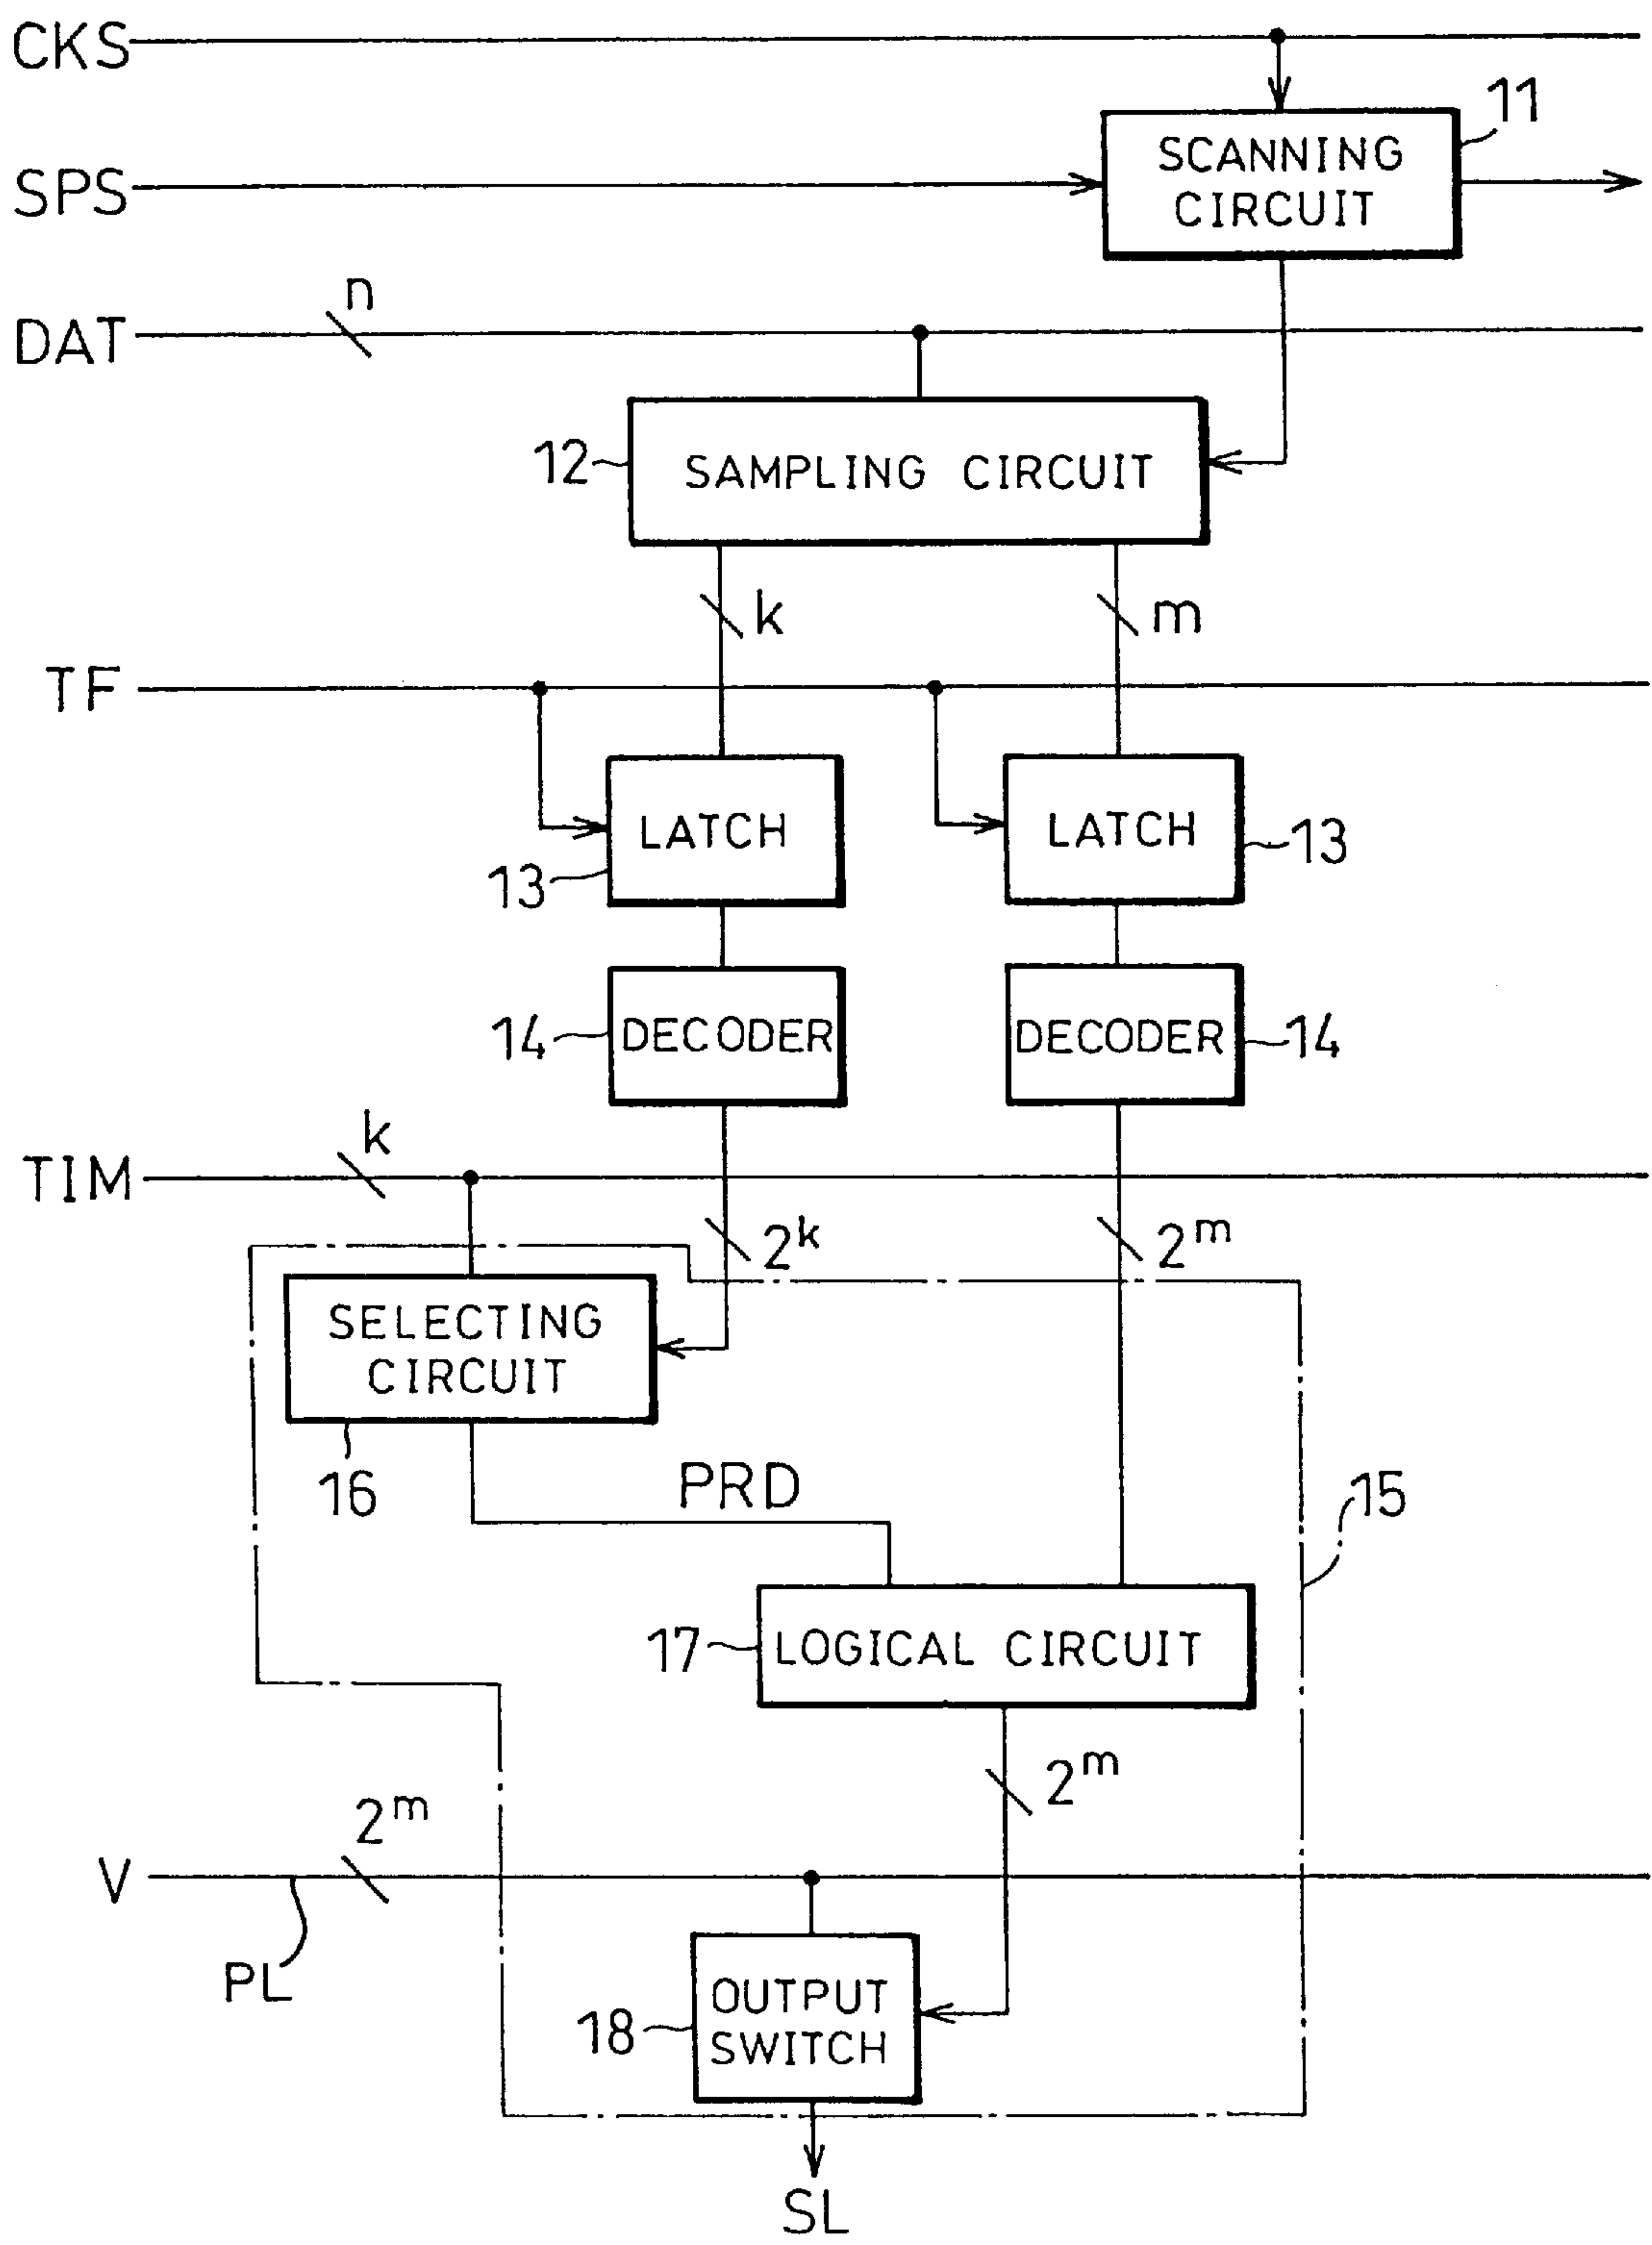 CKS
11
SCANNING
CIRCUIT
SPS
n
DAT
12
SAMPLING CIRCUIT
k
m
TF
LATCH
LATCH
13
13
14
DECODER
DECODER
14
k
TIM
2^k
2^m
SELECTING
CIRCUIT
16
PRD
15
17
LOGICAL CIRCUIT
2^m
2^m
V
PL
OUTPUT
SWITCH
18
SL